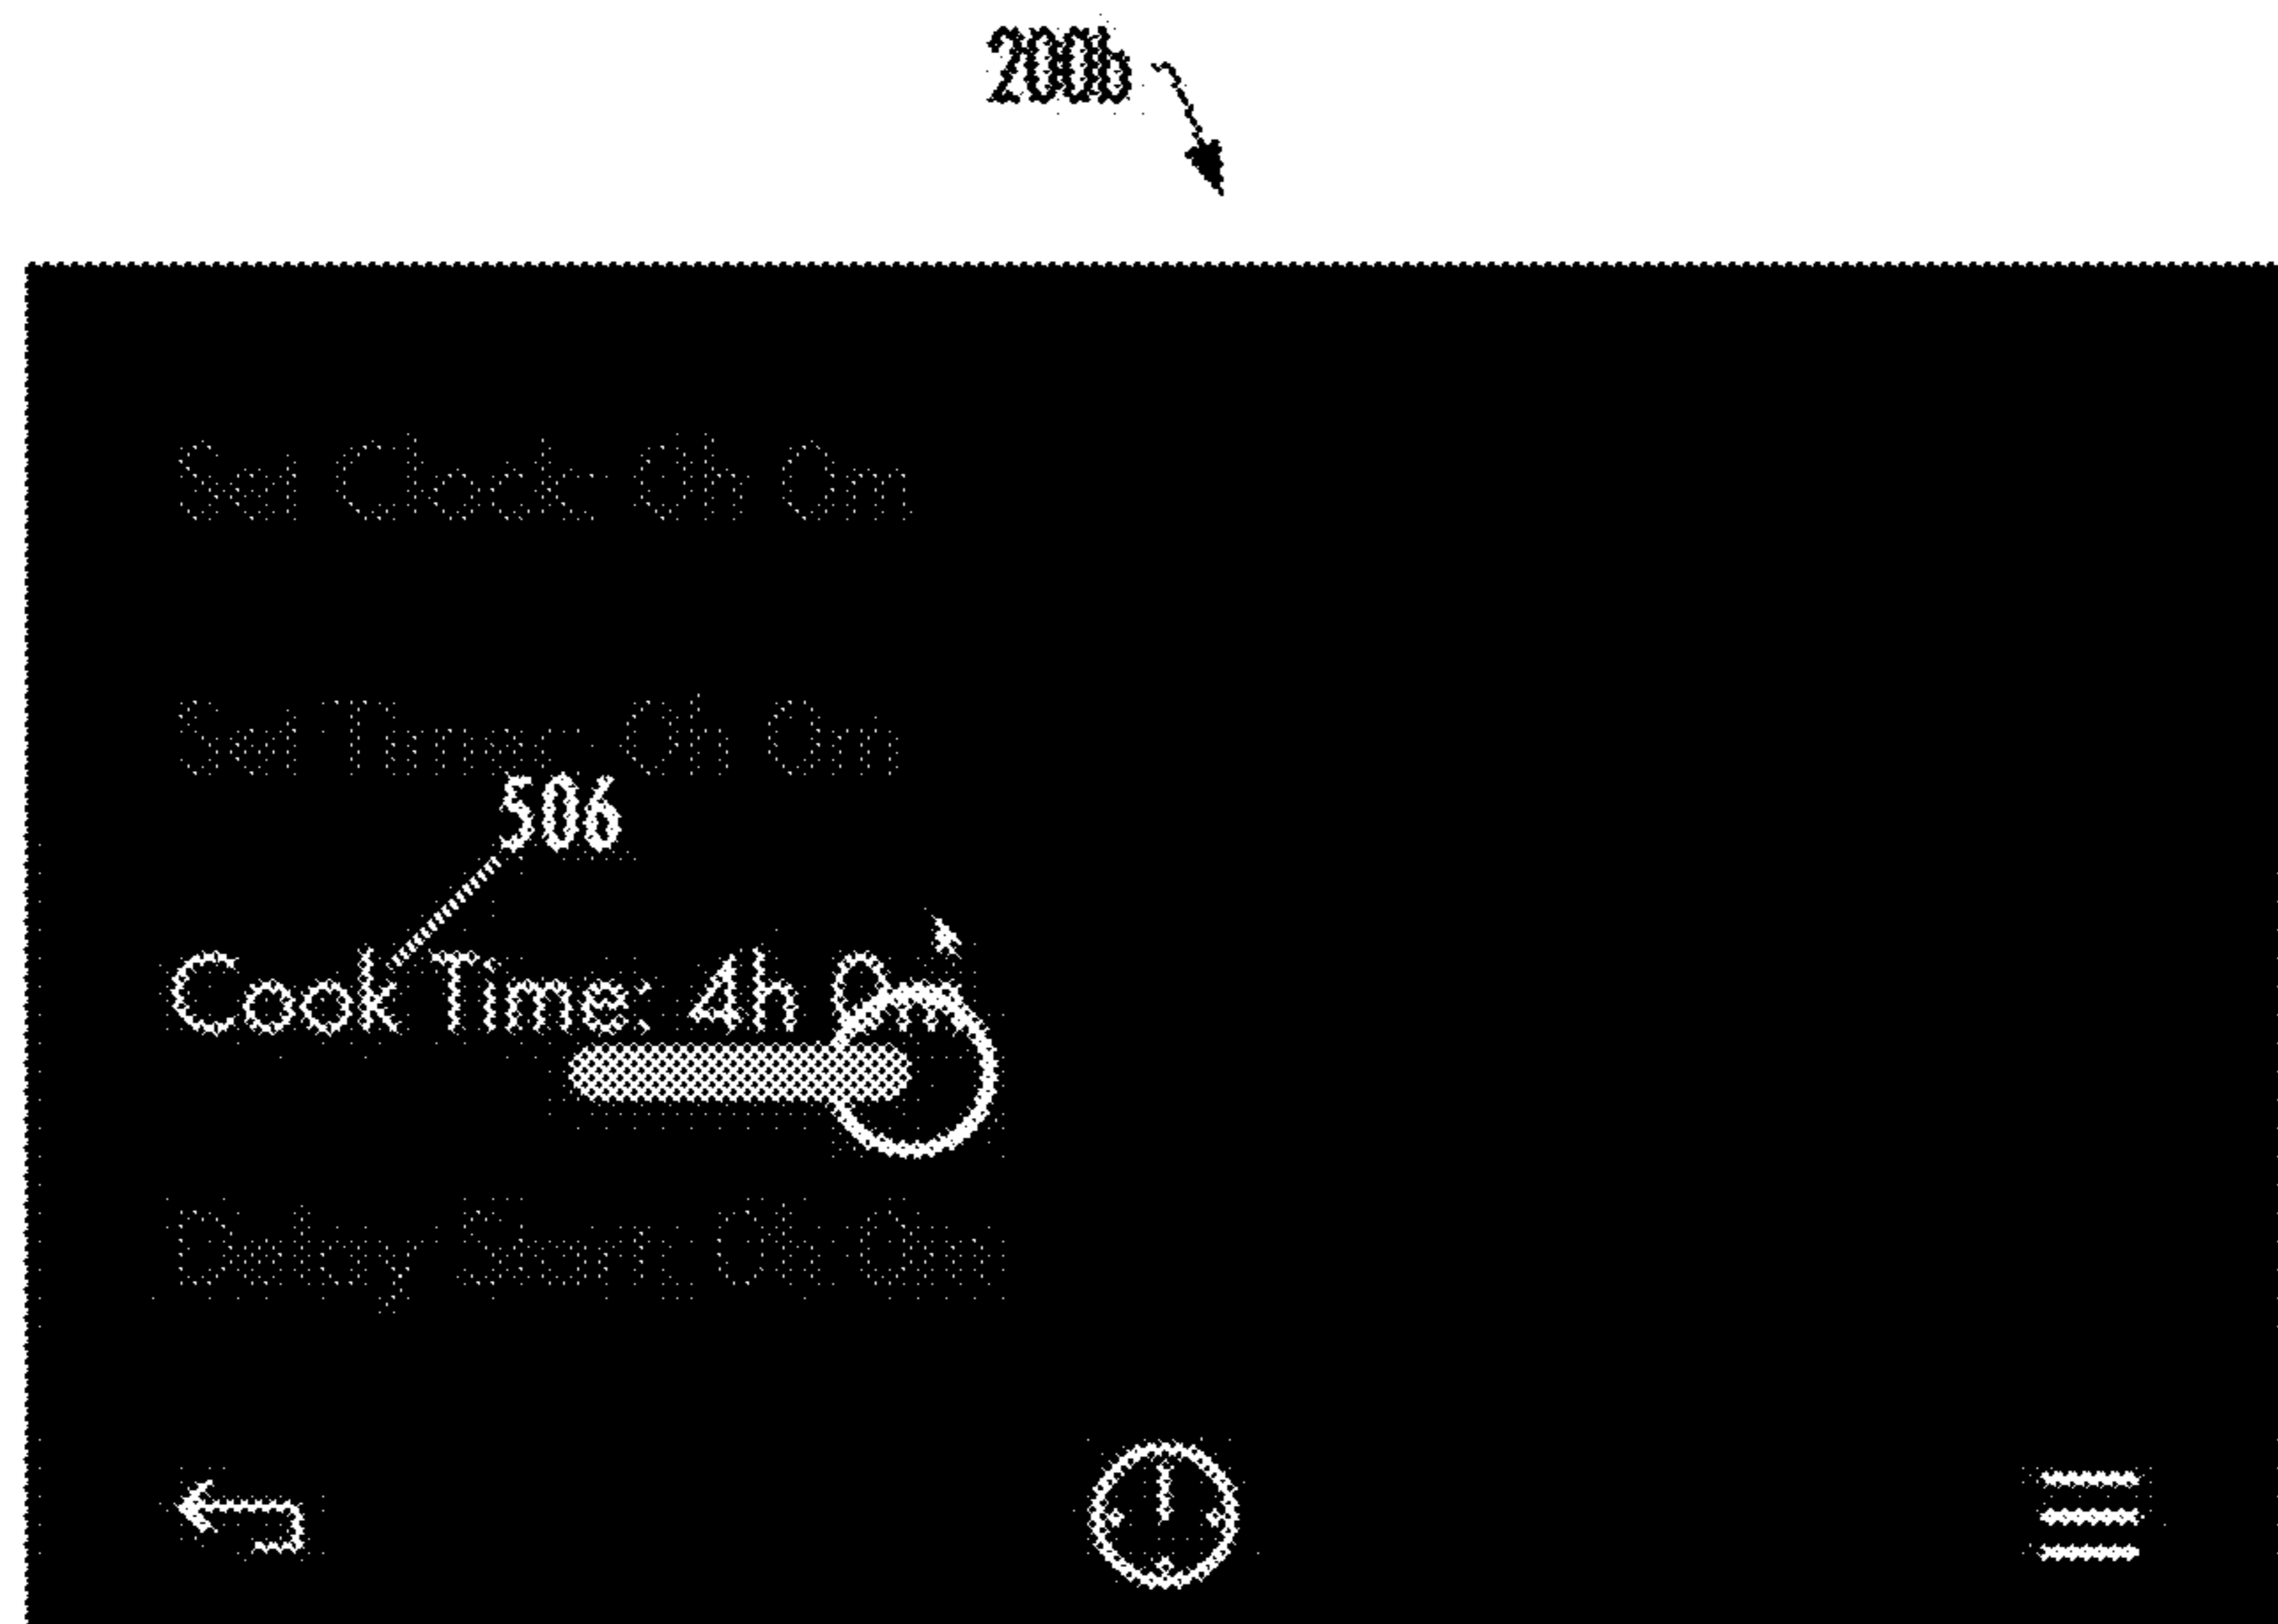 200b
Set Clock: 0h 0m
Set Timer: 0h 0m
506
Cook Time: 4h 0m
Delay Start: 0h 0m